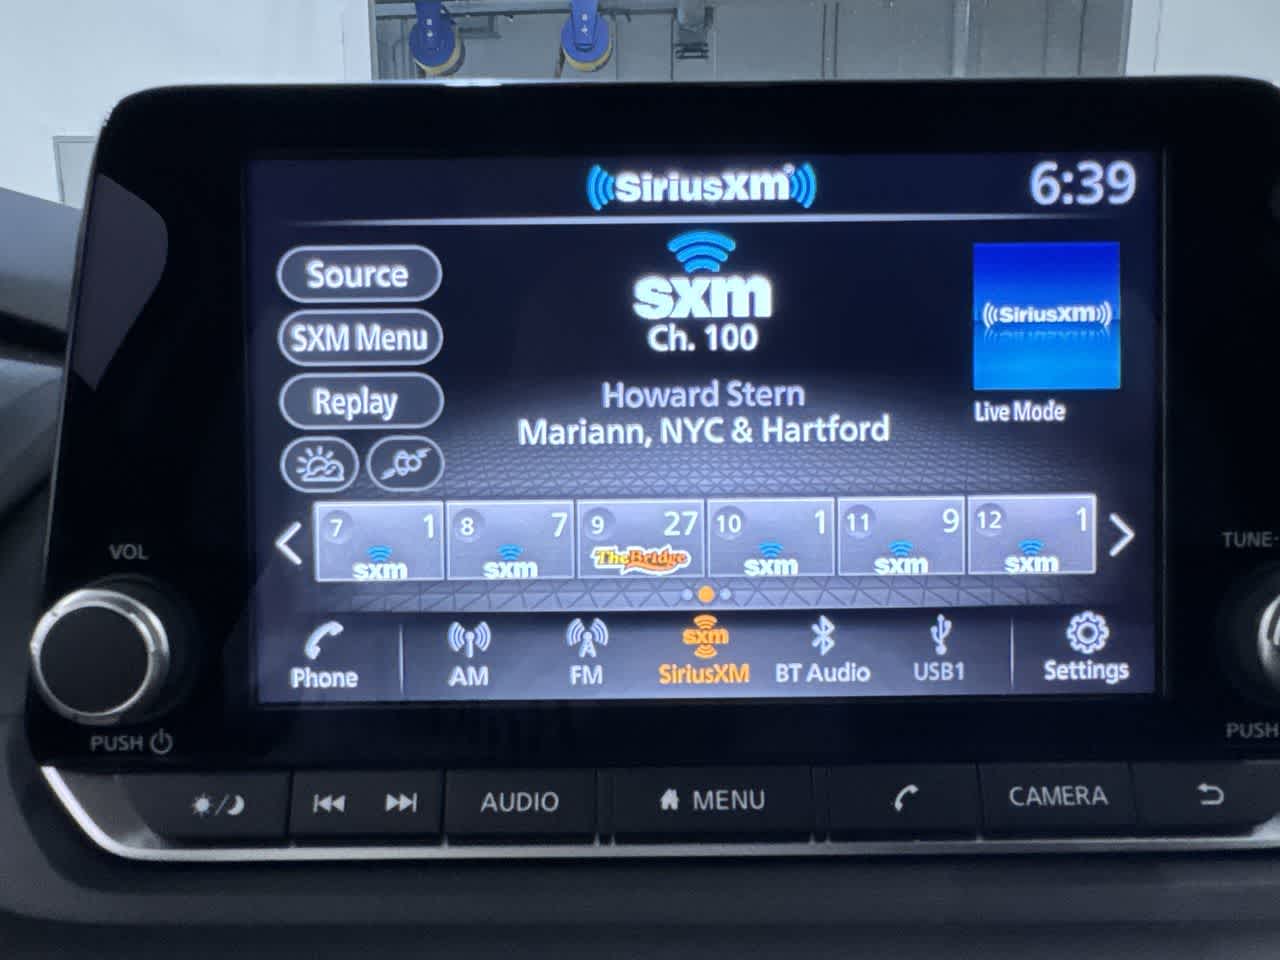 SiriusXM®
6:39
Source
SXM Menu
Replay
sxm
Ch. 100
Howard Stern
Mariann, NYC & Hartford
SiriusXM
Live Mode
7 1
sxm
8 7
sxm
9 27
The Bridge
10 1
sxm
11 9
sxm
12 1
sxm
Phone
AM
FM
sxm
SiriusXM
BT Audio
USB1
Settings
VOL
PUSH
TUNE-
PUSH
AUDIO
MENU
CAMERA